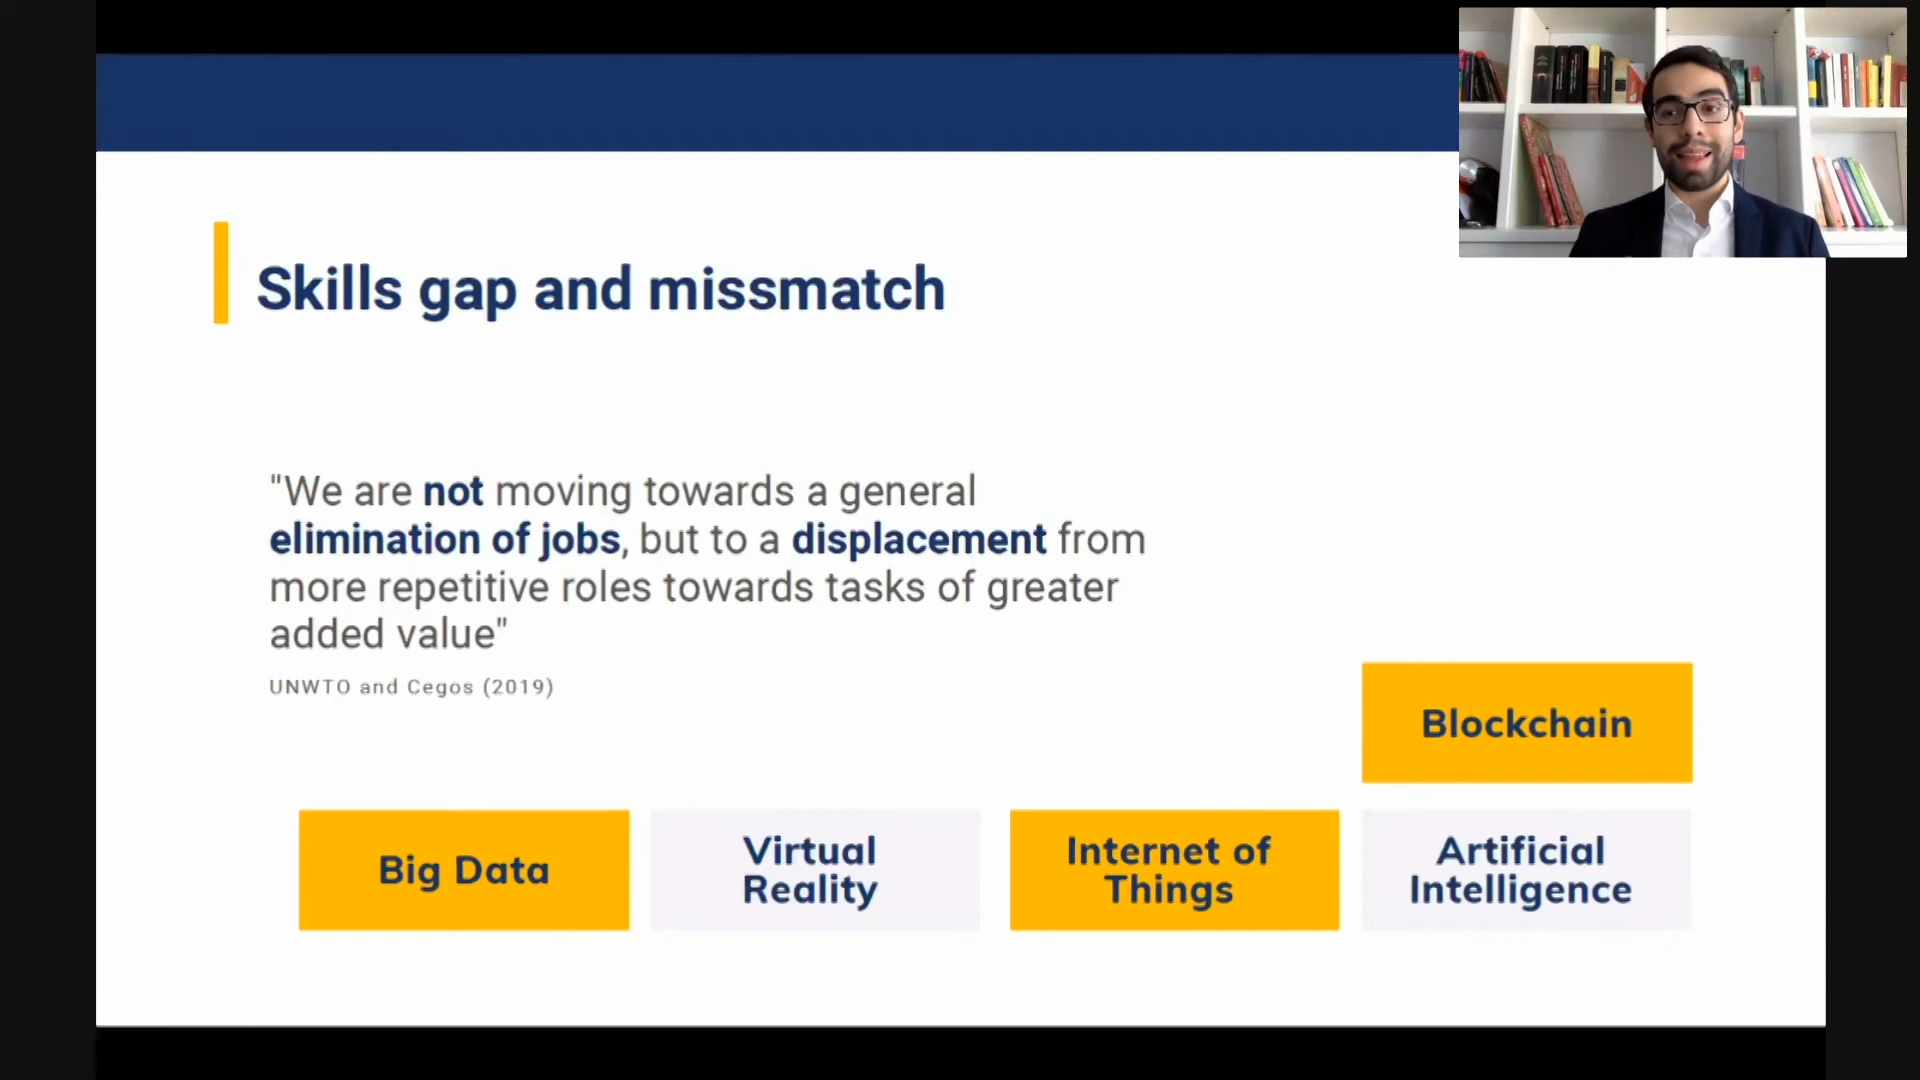 Skills gap and missmatch
"We are not moving towards a general
elimination of jobs, but to a displacement from
more repetitive roles towards tasks of greater
added value"
UNWTO and Cegos (2019)
Blockchain
Big Data
Virtual
Reality
Internet of
Things
Artificial
Intelligence